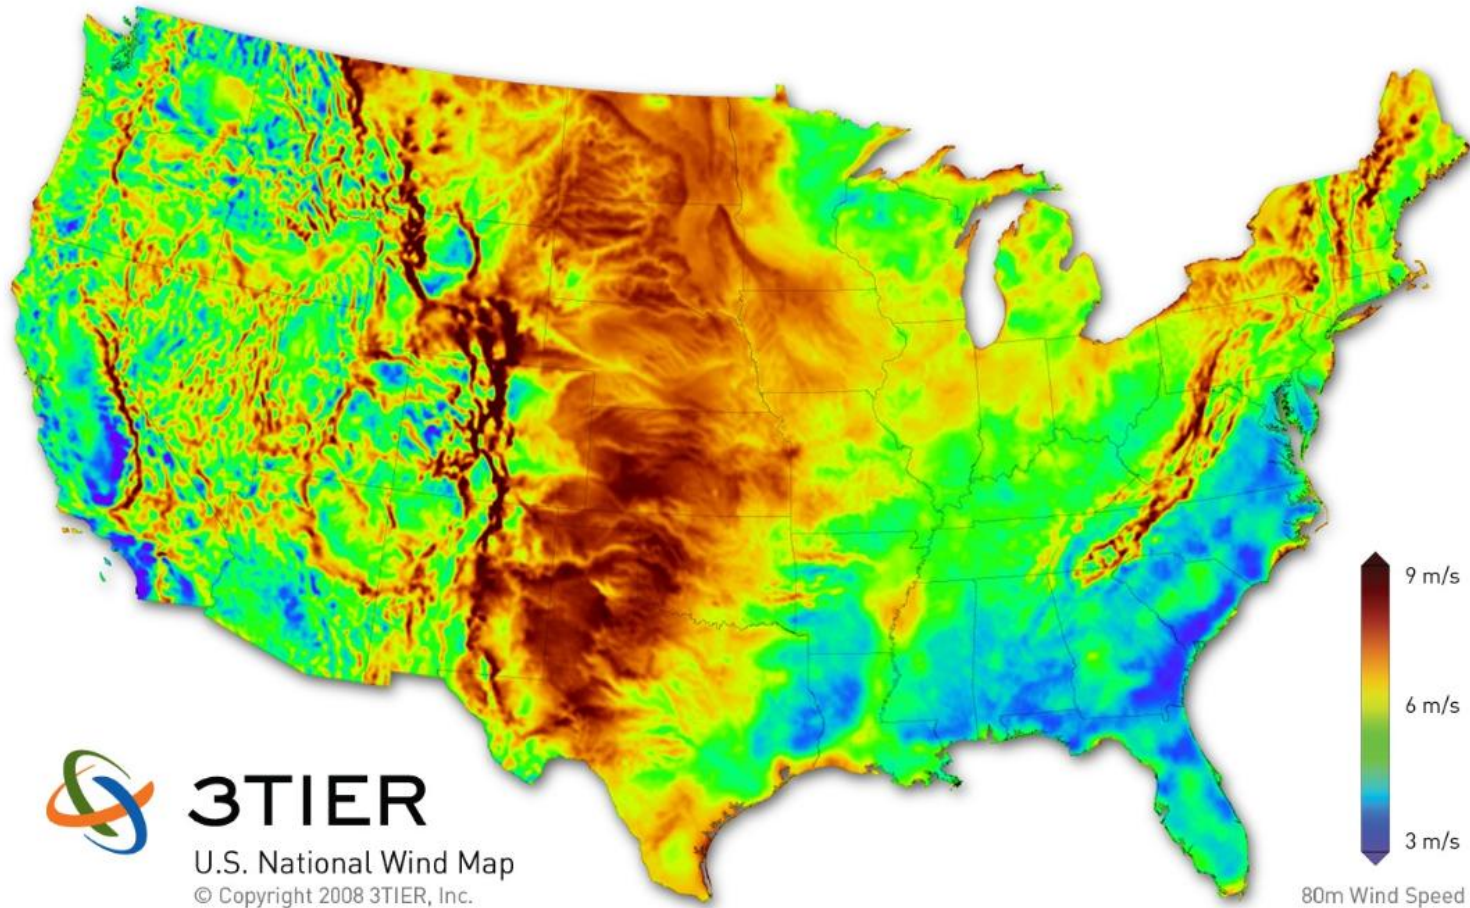 9 m/s
6 m/s
3 m/s
80m Wind Speed
3TIER
U.S. National Wind Map
© Copyright 2008 3TIER, Inc.